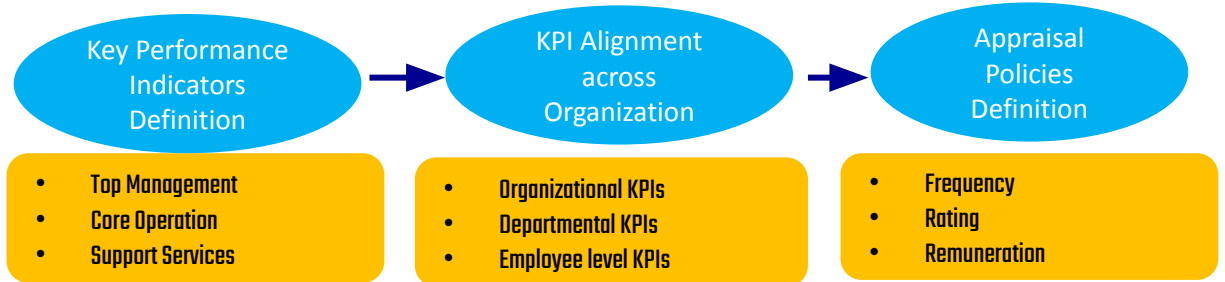 Key Performance
Indicators
Definition
KPI Alignment
across
Organization
Appraisal
Policies
Definition
• Top Management
• Core Operation
• Support Services
• Organizational KPIs
• Departmental KPIs
• Employee level KPIs
• Frequency
• Rating
• Remuneration